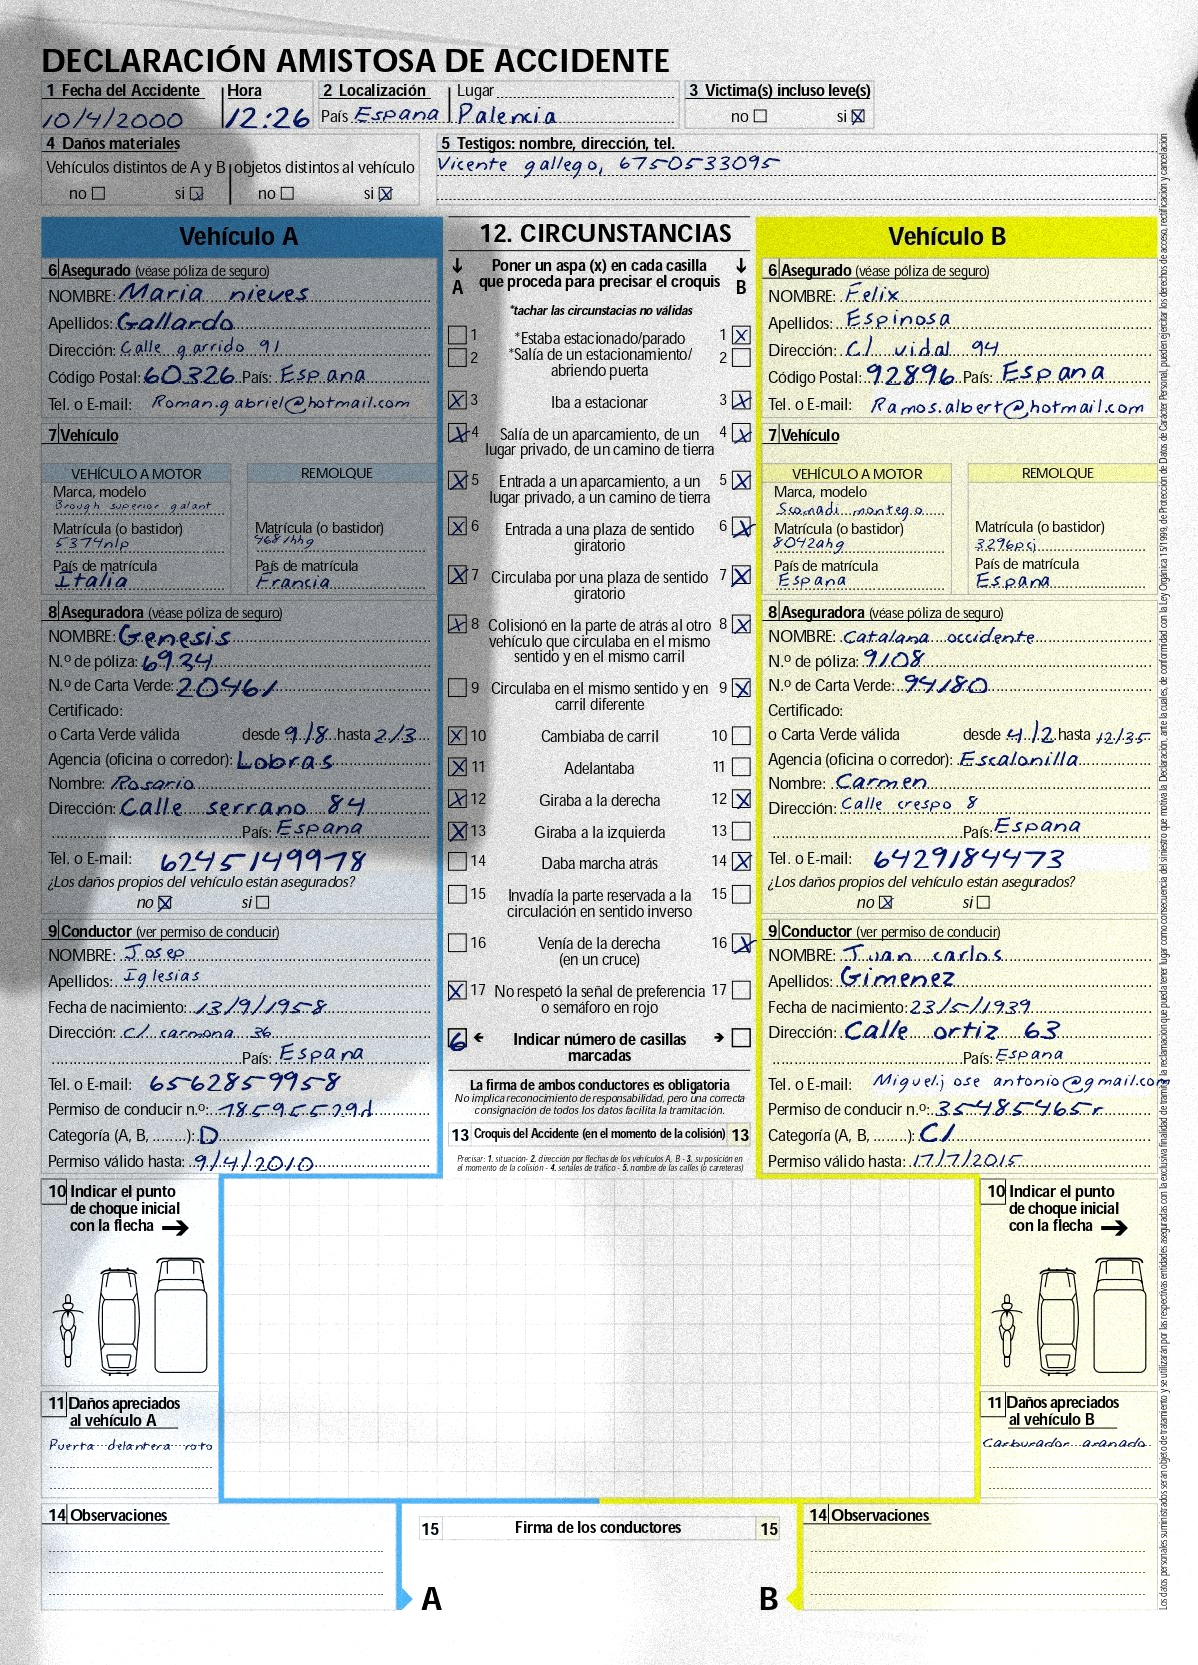 DECLARACIÓN AMISTOSA DE ACCIDENTE
1 Fecha del Accidente Hora 2 Localización Lugar 3 Victima(s) incluso leve(s)
10/4/2000 12:26 País Espana Palencia no si X
4 Daños materiales
Vehículos distintos de A y B objetos distintos al vehículo
no si X no si X
5 Testigos: nombre, dirección, tel.
Vicente gallego, 6750533095
Vehículo A
6 Asegurado (véase póliza de seguro)
NOMBRE: Maria nieves
Apellidos: Gallardo
Dirección: Calle garrido 91
Código Postal: 60326 País: Espana
Tel. o E-mail: Roman.gabriel@hotmail.com
7 Vehículo
VEHÍCULO A MOTOR REMOLQUE
Marca, modelo
Brough superior galant
Matrícula (o bastidor) Matrícula (o bastidor)
5374nlp 4681hhg
País de matrícula País de matrícula
Italia Francia
8 Aseguradora (véase póliza de seguro)
NOMBRE: Genesis
N.º de póliza: 6934
N.º de Carta Verde: 20461
Certificado:
o Carta Verde válida desde 9/8 hasta 2/3
Agencia (oficina o corredor): Lobras
Nombre: Rosario
Dirección: Calle serrano 84
País: Espana
Tel. o E-mail: 6245149978
¿Los daños propios del vehículo están asegurados?
no X si
9 Conductor (ver permiso de conducir)
NOMBRE: Josep
Apellidos: Iglesias
Fecha de nacimiento: 13/9/1958
Dirección: C/ carmona 36
País: Espana
Tel. o E-mail: 6562859958
Permiso de conducir n.º: 78595529d
Categoría (A, B, ........): D
Permiso válido hasta: 9/4/2010
12. CIRCUNSTANCIAS
A Poner un aspa (x) en cada casilla que proceda para precisar el croquis B
*tachar las circunstacias no válidas
1 *Estaba estacionado/parado 1 X
2 *Salía de un estacionamiento/ 2
abriendo puerta
X 3 Iba a estacionar 3 X
X 4 Salía de un aparcamiento, de un 4 X
lugar privado, de un camino de tierra
X 5 Entrada a un aparcamiento, a un 5 X
lugar privado, a un camino de tierra
X 6 Entrada a una plaza de sentido 6 X
giratorio
X 7 Circulaba por una plaza de sentido 7 X
giratorio
X 8 Colisionó en la parte de atrás al otro 8 X
vehículo que circulaba en el mismo
sentido y en el mismo carril
9 Circulaba en el mismo sentido y en 9 X
carril diferente
X 10 Cambiaba de carril 10
X 11 Adelantaba 11
X 12 Giraba a la derecha 12 X
X 13 Giraba a la izquierda 13
14 Daba marcha atrás 14 X
15 Invadía la parte reservada a la 15
circulación en sentido inverso
16 Venía de la derecha 16 X
(en un cruce)
X 17 No respetó la señal de preferencia 17
o semáforo en rojo
6 Indicar número de casillas
marcadas
La firma de ambos conductores es obligatoria
No implica reconocimiento de responsabilidad, pero una correcta
consignación de todos los datos facilita la tramitación.
13 Croquis del Accidente (en el momento de la colisión) 13
Precisar: 1. situación- 2. dirección por flechas de los vehículos A, B - 3. su posición en
el momento de la colisión - 4. señales de tráfico - 5. nombre de las calles (o carreteras)
Vehículo B
6 Asegurado (véase póliza de seguro)
NOMBRE: Felix
Apellidos: Espinosa
Dirección: C/ vidal 94
Código Postal: 92896 País: Espana
Tel. o E-mail: Ramos.albert@hotmail.com
7 Vehículo
VEHÍCULO A MOTOR REMOLQUE
Marca, modelo
Scomadi montego
Matrícula (o bastidor) Matrícula (o bastidor)
8042ahg 3296pcj
País de matrícula País de matrícula
Espana Espana
8 Aseguradora (véase póliza de seguro)
NOMBRE: Catalana occidente
N.º de póliza: 9108
N.º de Carta Verde: 94180
Certificado:
o Carta Verde válida desde 4/2 hasta 12/35
Agencia (oficina o corredor): Escalonilla
Nombre: Carmen
Dirección: Calle crespo 8
País: Espana
Tel. o E-mail: 6429184473
¿Los daños propios del vehículo están asegurados?
no X si
9 Conductor (ver permiso de conducir)
NOMBRE: Juan carlos
Apellidos: Gimenez
Fecha de nacimiento: 23/5/1939
Dirección: Calle ortiz 63
País: Espana
Tel. o E-mail: Miguel.jose antonio@gmail.com
Permiso de conducir n.º: 35485465r
Categoría (A, B, ........): C1
Permiso válido hasta: 17/7/2015
10 Indicar el punto
de choque inicial
con la flecha
11 Daños apreciados
al vehículo A
Puerta delantera roto
10 Indicar el punto
de choque inicial
con la flecha
11 Daños apreciados
al vehículo B
Carburador aranado
14 Observaciones
15 Firma de los conductores 15
A B
14 Observaciones
Los datos personales suministrados seran objeto de tratamiento y se utilizaran por las respectivas entidades aseguradas con la exclusiva finalidad de tramitar la reclamación que pueda tener lugar como consecuencia del siniestro que motiva la Declaración, ante la cuales, de conformidad con la Ley Orgánica 15/1999, de Protección de Datos de Carácter Personal, pueden ejercitar los derechos de acceso, rectificación y cancelación